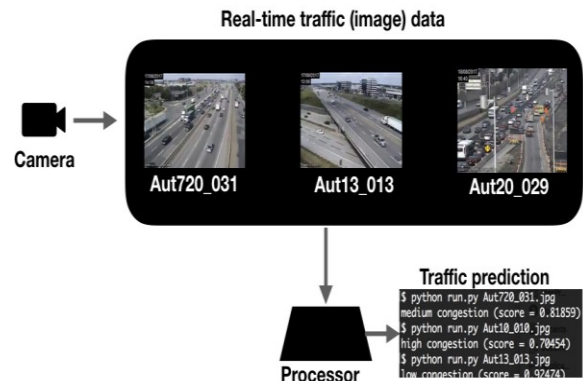 Real-time traffic (image) data
Camera
Aut720_031
Aut13_013
Aut20_029
Traffic prediction
$ python run.py Aut720_031.jpg
medium congestion (score = 0.81859)
$ python run.py Aut10_010.jpg
high congestion (score = 0.70454)
$ python run.py Aut13_013.jpg
low congestion (score = 0.92474)
Processor